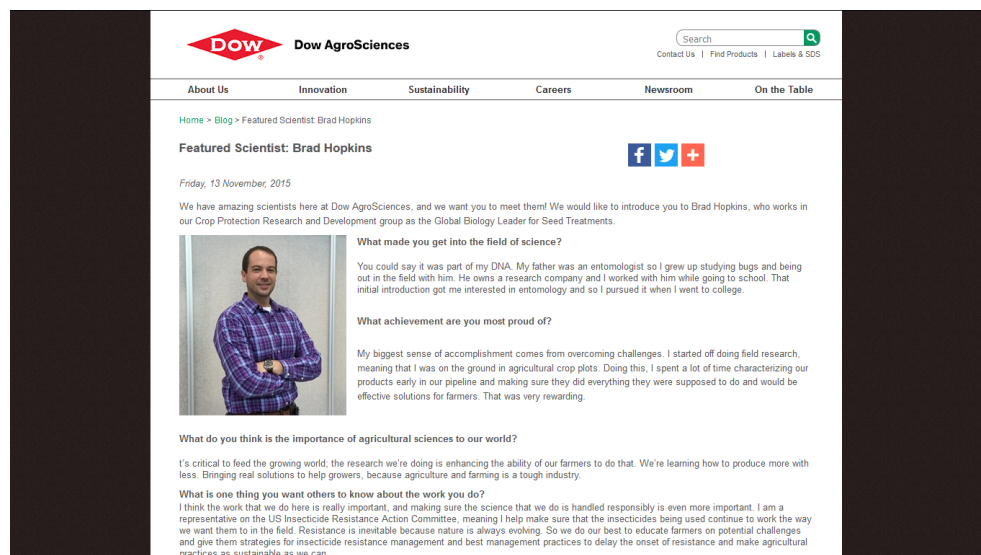 DOW
®
Dow AgroSciences
Search
Contact Us | Find Products | Labels & SDS
About Us Innovation Sustainability Careers Newsroom On the Table
Home > Blog > Featured Scientist: Brad Hopkins
Featured Scientist: Brad Hopkins
Friday, 13 November, 2015
We have amazing scientists here at Dow AgroSciences, and we want you to meet them! We would like to introduce you to Brad Hopkins, who works in
our Crop Protection Research and Development group as the Global Biology Leader for Seed Treatments.
What made you get into the field of science?
You could say it was part of my DNA. My father was an entomologist so I grew up studying bugs and being
out in the field with him. He owns a research company and I worked with him while going to school. That
initial introduction got me interested in entomology and so I pursued it when I went to college.
What achievement are you most proud of?
My biggest sense of accomplishment comes from overcoming challenges. I started off doing field research,
meaning that I was on the ground in agricultural crop plots. Doing this, I spent a lot of time characterizing our
products early in our pipeline and making sure they did everything they were supposed to do and would be
effective solutions for farmers. That was very rewarding.
What do you think is the importance of agricultural sciences to our world?
t's critical to feed the growing world; the research we're doing is enhancing the ability of our farmers to do that. We're learning how to produce more with
less. Bringing real solutions to help growers, because agriculture and farming is a tough industry.
What is one thing you want others to know about the work you do?
I think the work that we do here is really important, and making sure the science that we do is handled responsibly is even more important. I am a
representative on the US Insecticide Resistance Action Committee, meaning I help make sure that the insecticides being used continue to work the way
we want them to in the field. Resistance is inevitable because nature is always evolving. So we do our best to educate farmers on potential challenges
and give them strategies for insecticide resistance management and best management practices to delay the onset of resistance and make agricultural
practices as sustainable as we can.